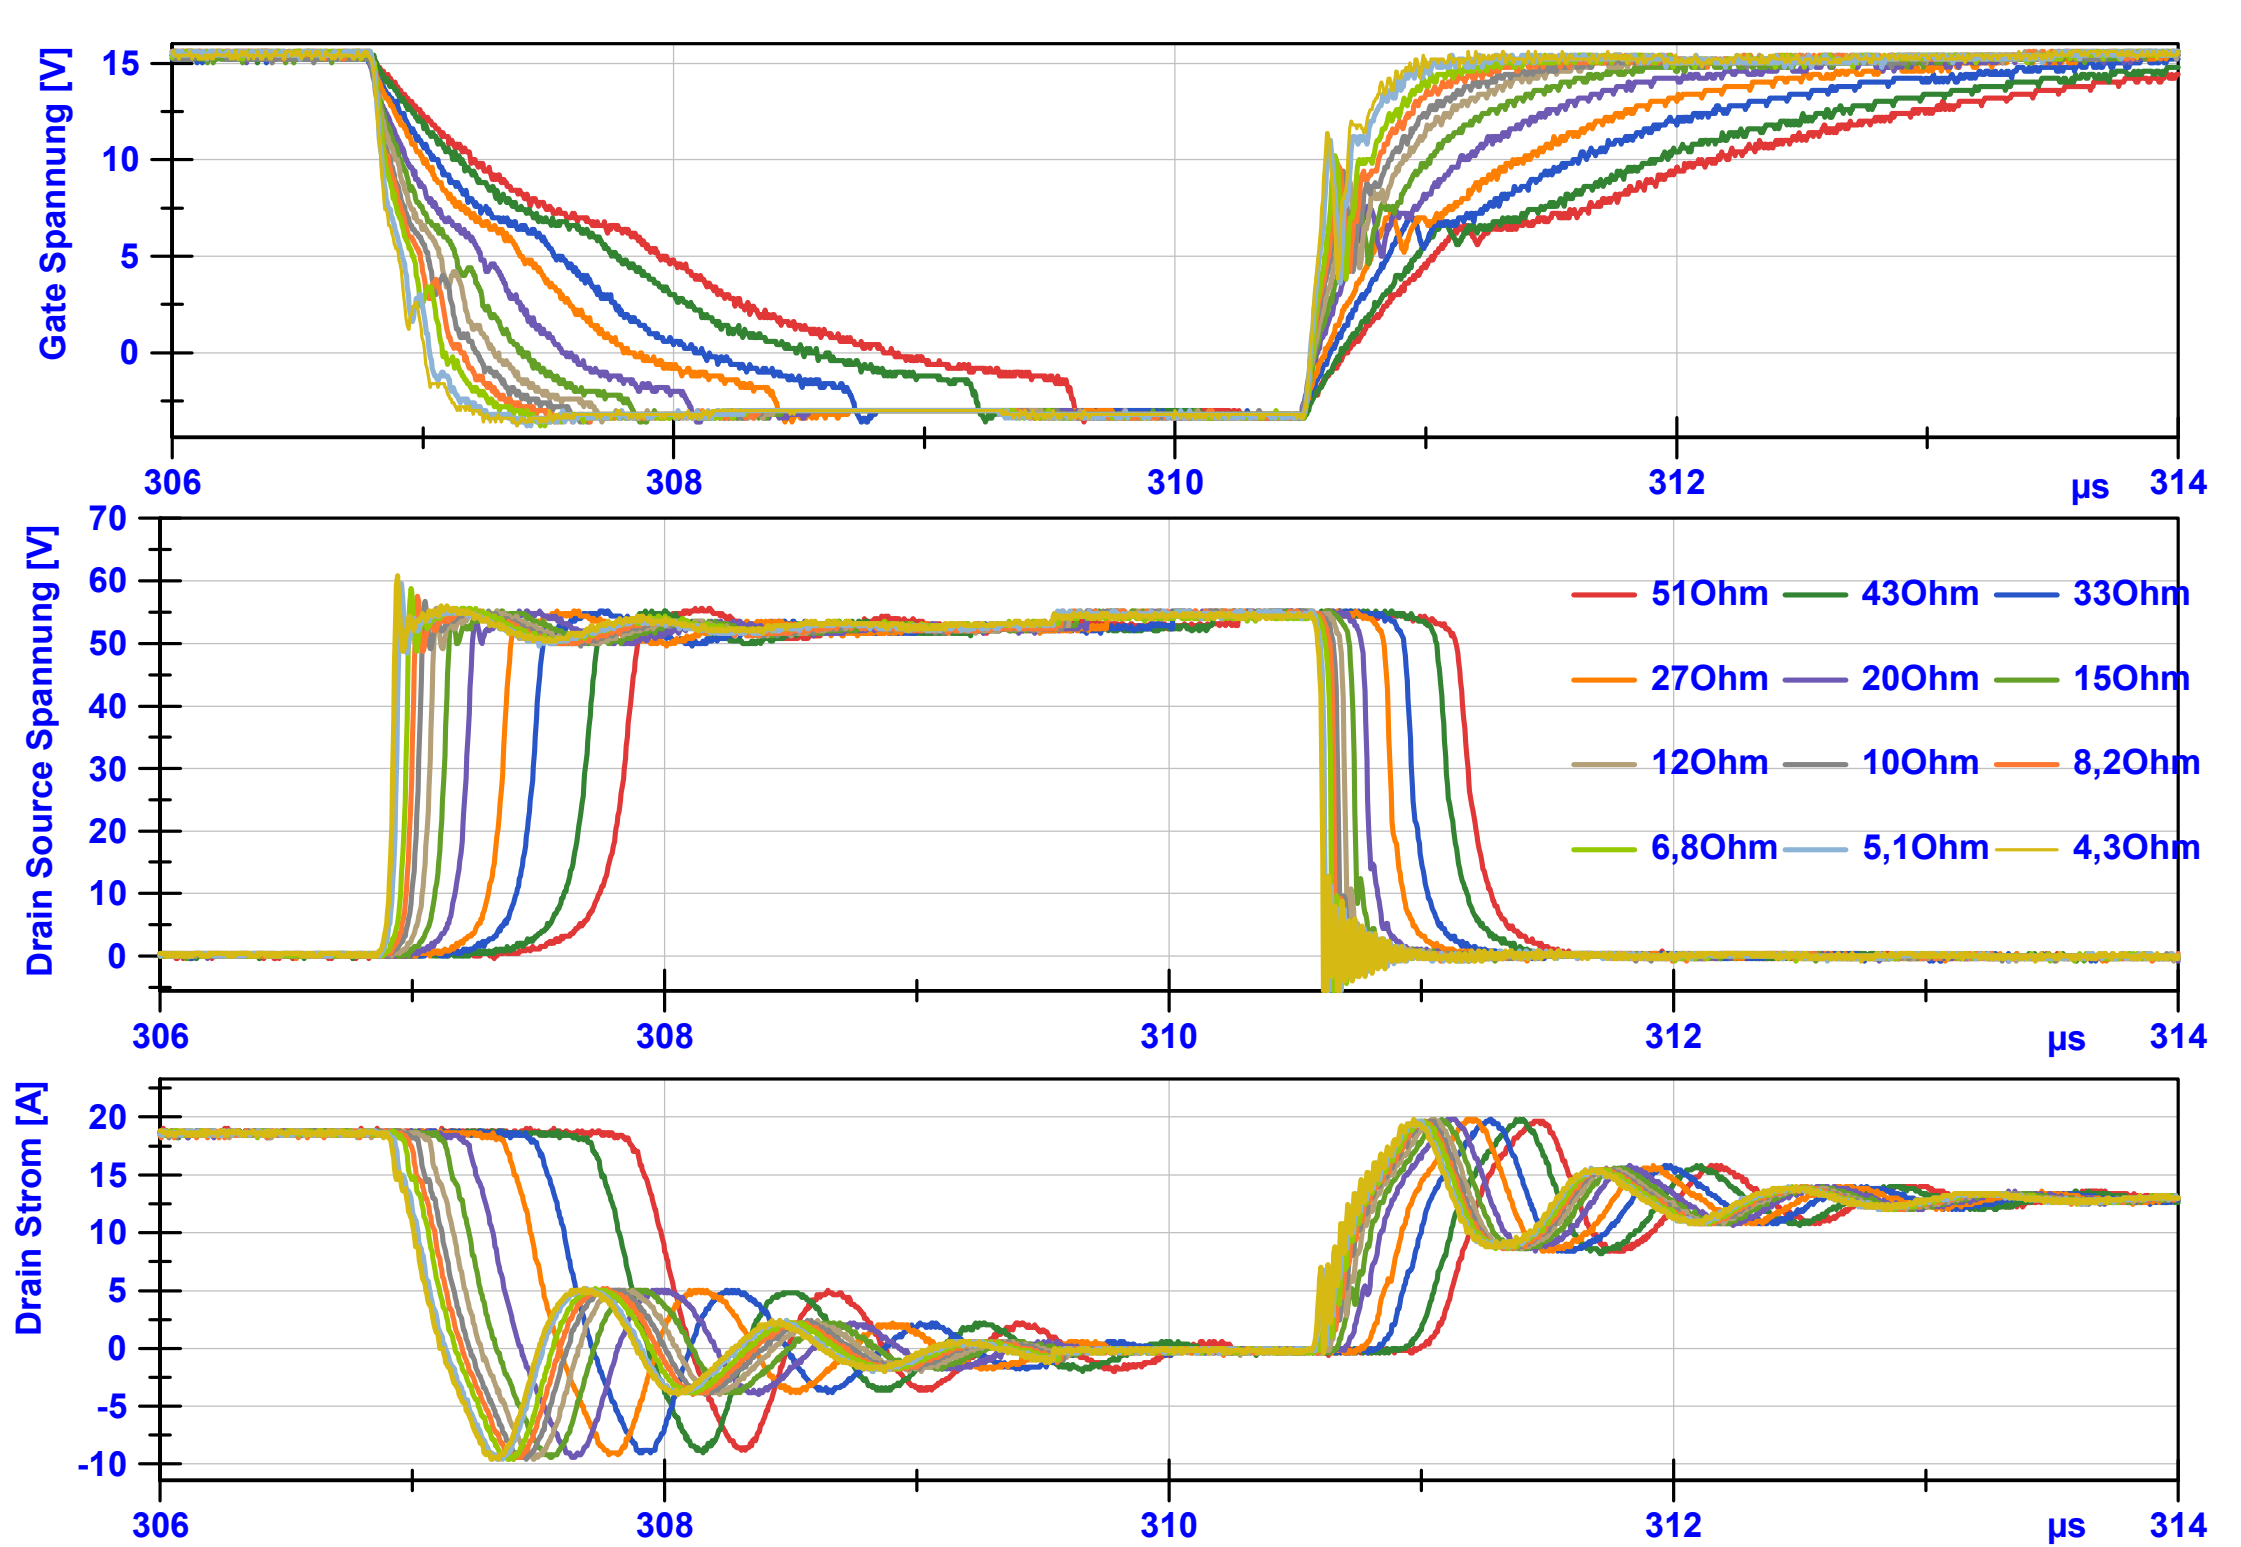 Gate Spannung [V]
15
10
5
0
306 308 310 312 µs 314
Drain Source Spannung [V]
70
60
50
40
30
20
10
0
51Ohm 43Ohm 33Ohm
27Ohm 20Ohm 15Ohm
12Ohm 10Ohm 8,2Ohm
6,8Ohm 5,1Ohm 4,3Ohm
306 308 310 312 µs 314
Drain Strom [A]
20
15
10
5
0
-5
-10
306 308 310 312 µs 314